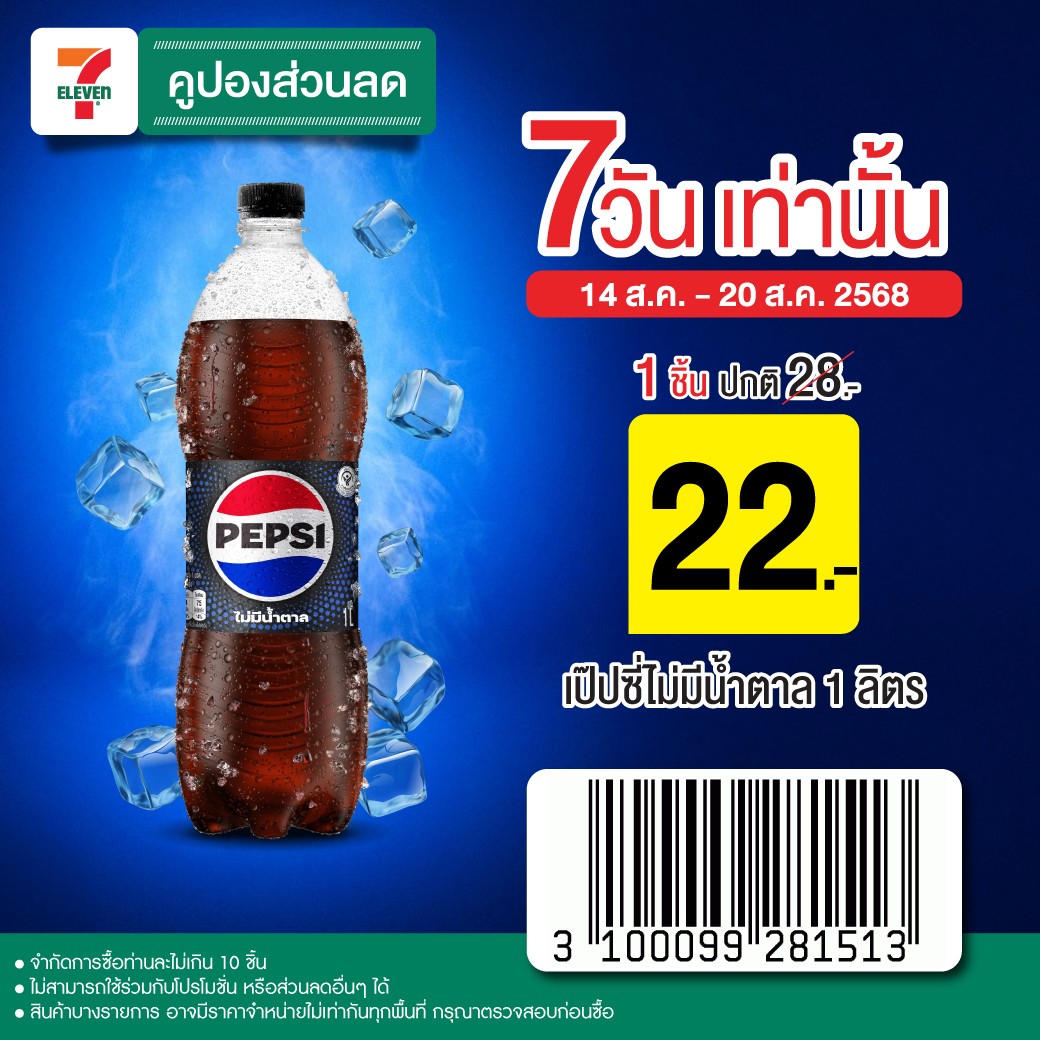 7
ELEVEN
คูปองส่วนลด
7วัน เท่านั้น
14 ส.ค. - 20 ส.ค. 2568
1 ชิ้น ปกติ 28.-
22.-
PEPSI
ไม่มีน้ำตาล
เป๊ปซี่ไม่มีน้ำตาล 1 ลิตร
3 100099 281513
• จำกัดการซื้อท่านละไม่เกิน 10 ชิ้น
• ไม่สามารถใช้ร่วมกับโปรโมชั่น หรือส่วนลดอื่นๆ ได้
• สินค้าบางรายการ อาจมีราคาจำหน่ายไม่เท่ากันทุกพื้นที่ กรุณาตรวจสอบก่อนซื้อ